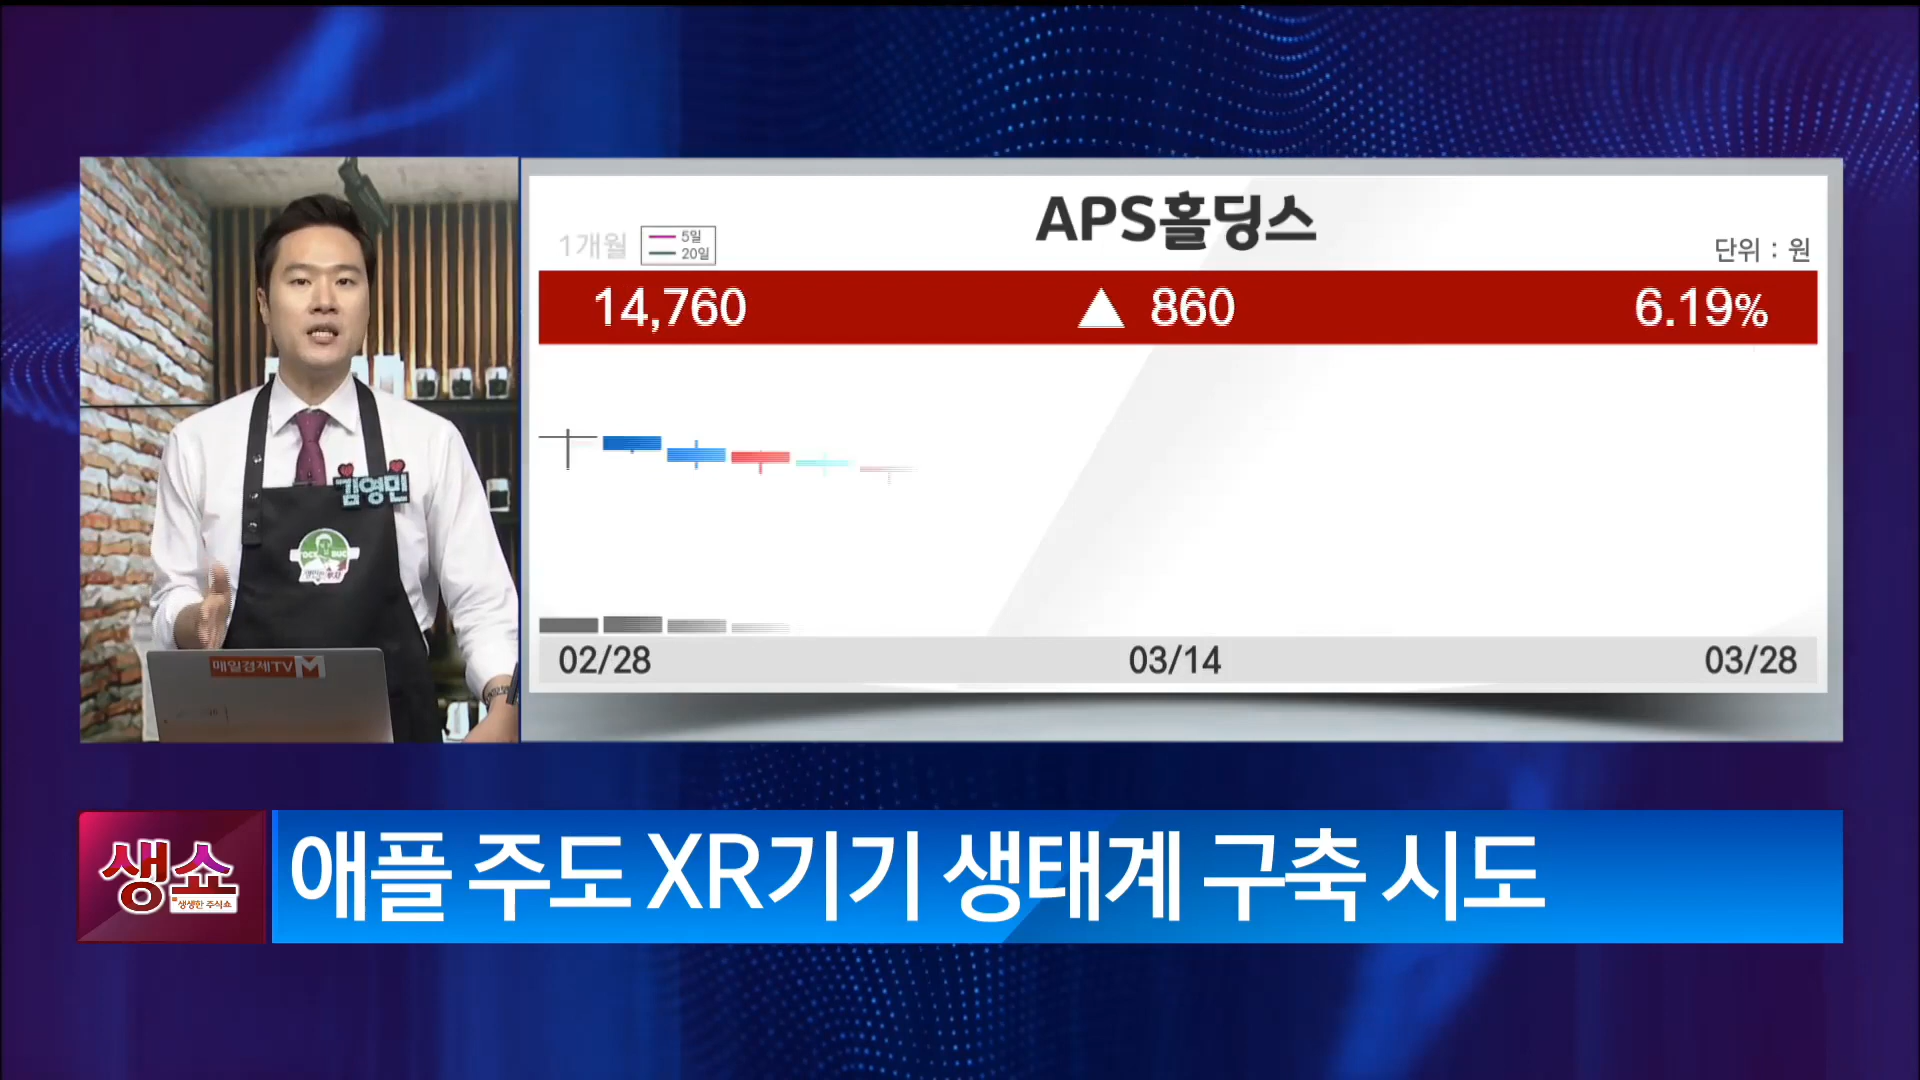 APS홀딩스
1개월
5일
20일
단위 : 원
14,760 ▲ 860 6.19%
김영민
매일경제TV M
02/28 03/14 03/28
생쇼
생생한 주식쇼
애플 주도 XR기기 생태계 구축 시도